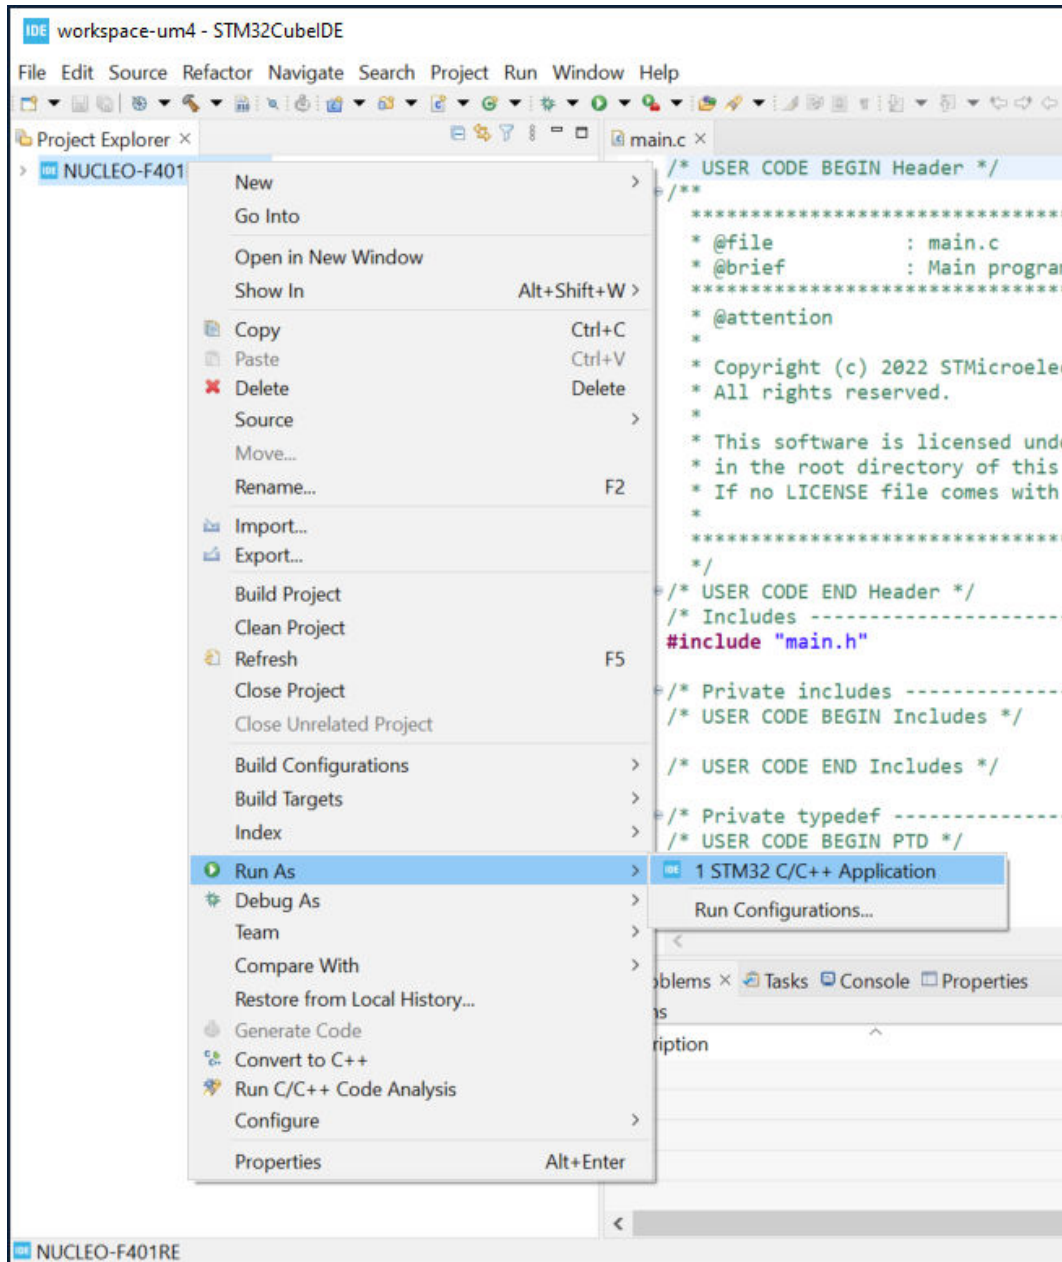 IDE workspace-um4 - STM32CubeIDE
File Edit Source Refactor Navigate Search Project Run Window Help
Project Explorer
main.c
NUCLEO-F401
New
Go Into
Open in New Window
Show In Alt+Shift+W
Copy Ctrl+C
Paste Ctrl+V
Delete Delete
Source
Move...
Rename... F2
Import...
Export...
Build Project
Clean Project
Refresh F5
Close Project
Close Unrelated Project
Build Configurations
Build Targets
Index
Run As
Debug As
Team
Compare With
Restore from Local History...
Generate Code
Convert to C++
Run C/C++ Code Analysis
Configure
Properties Alt+Enter
1 STM32 C/C++ Application
Run Configurations...
/* USER CODE BEGIN Header */
/**
**********************************
* @file : main.c
* @brief : Main program
**********************************
* @attention
*
* Copyright (c) 2022 STMicroelec
* All rights reserved.
*
* This software is licensed unde
* in the root directory of this
* If no LICENSE file comes with
*
**********************************
*/
/* USER CODE END Header */
/* Includes ---------------------
#include "main.h"
/* Private includes -------------
/* USER CODE BEGIN Includes */
/* USER CODE END Includes */
/* Private typedef --------------
/* USER CODE BEGIN PTD */
oblems Tasks Console Properties
ns
ription
NUCLEO-F401RE